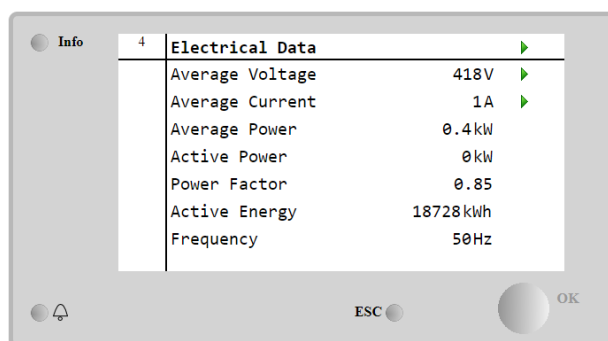 Info
4 Electrical Data
Average Voltage 418V
Average Current 1A
Average Power 0.4kW
Active Power 0kW
Power Factor 0.85
Active Energy 18728kWh
Frequency 50Hz
ESC
OK